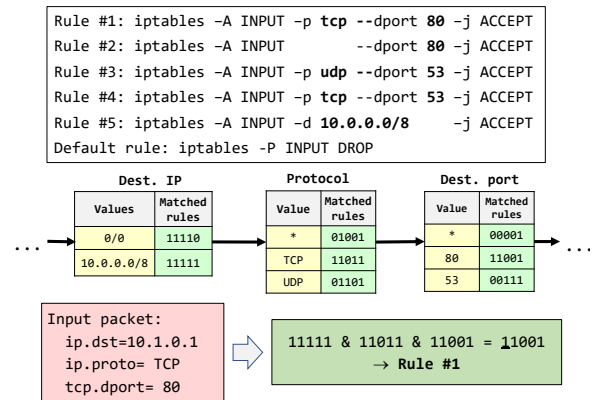 Rule #1: iptables –A INPUT –p tcp --dport 80 –j ACCEPT
Rule #2: iptables –A INPUT --dport 80 –j ACCEPT
Rule #3: iptables –A INPUT –p udp --dport 53 –j ACCEPT
Rule #4: iptables –A INPUT –p tcp --dport 53 –j ACCEPT
Rule #5: iptables –A INPUT –d 10.0.0.0/8 –j ACCEPT
Default rule: iptables -P INPUT DROP
Dest. IP
Values Matched rules
0/0 11110
10.0.0.0/8 11111
Protocol
Value Matched rules
* 01001
TCP 11011
UDP 01101
Dest. port
Value Matched rules
* 00001
80 11001
53 00111
...
...
Input packet:
ip.dst=10.1.0.1
ip.proto= TCP
tcp.dport= 80
11111 & 11011 & 11001 = 11001
→ Rule #1